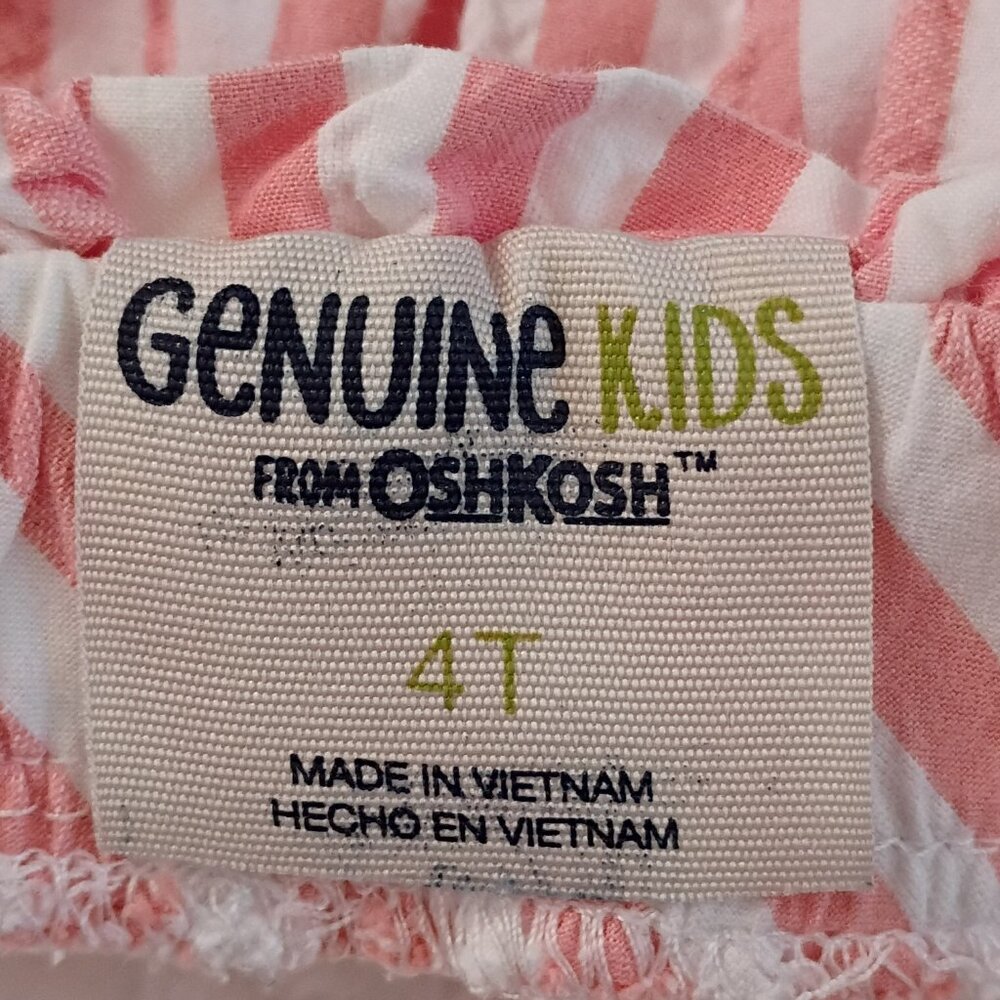 GeNUINe KIDS
FROM OSHKOSH™
4T
MADE IN VIETNAM
HECHO EN VIETNAM